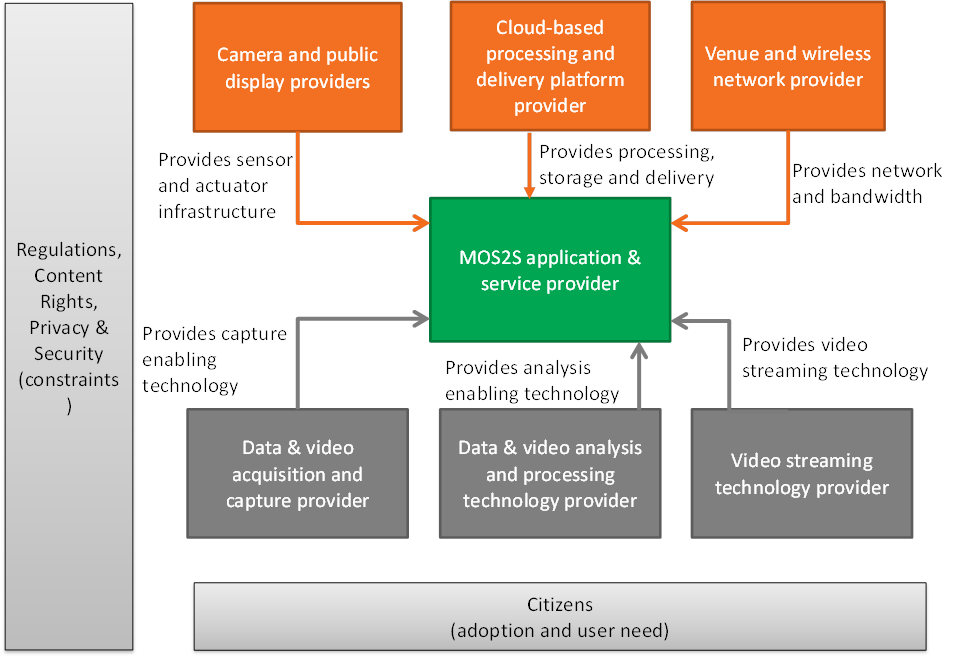 Camera and public
display providers
Cloud-based
processing and
delivery platform
provider
Venue and wireless
network provider
Provides sensor
and actuator
infrastructure
Provides processing,
storage and delivery
Provides network
and bandwidth
Regulations,
Content
Rights,
Privacy &
Security
(constraints
)
MOS2S application &
service provider
Provides capture
enabling
technology
Provides analysis
enabling technology
Provides video
streaming technology
Data & video
acquisition and
capture provider
Data & video analysis
and processing
technology provider
Video streaming
technology provider
Citizens
(adoption and user need)